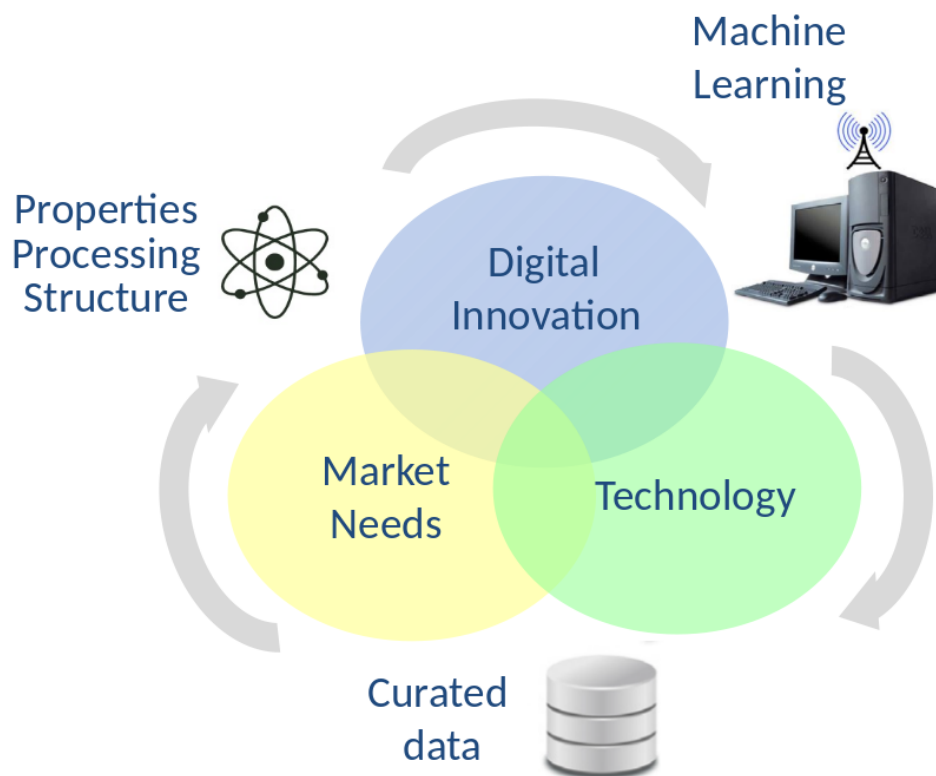 Machine
Learning
Properties
Processing
Structure
Digital
Innovation
Market
Needs
Technology
Curated
data